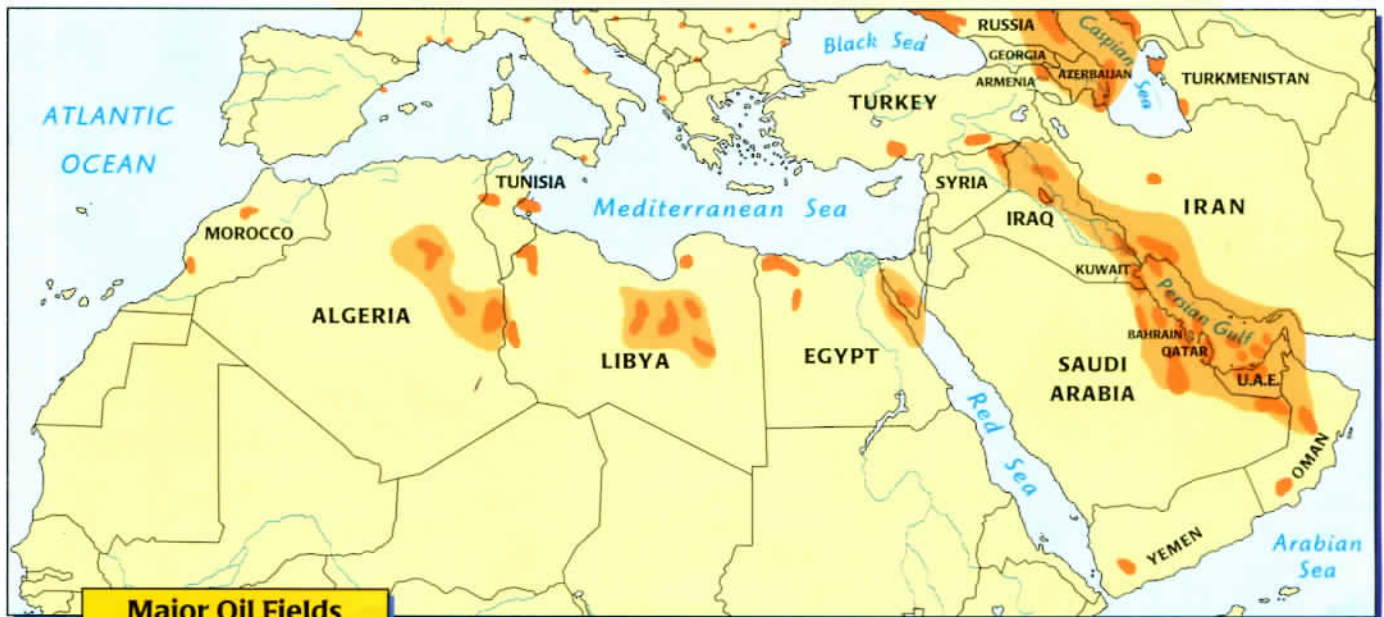 RUSSIA
Caspian Sea
Black Sea
GEORGIA
ARMENIA
AZERBAIJAN
TURKMENISTAN
ATLANTIC
OCEAN
TURKEY
TUNISIA
SYRIA
Mediterranean Sea
IRAQ
IRAN
MOROCCO
KUWAIT
Persian Gulf
ALGERIA
LIBYA
EGYPT
BAHRAIN
QATAR
SAUDI
ARABIA
U.A.E.
Red Sea
OMAN
YEMEN
Arabian
Sea
Major Oil Fields